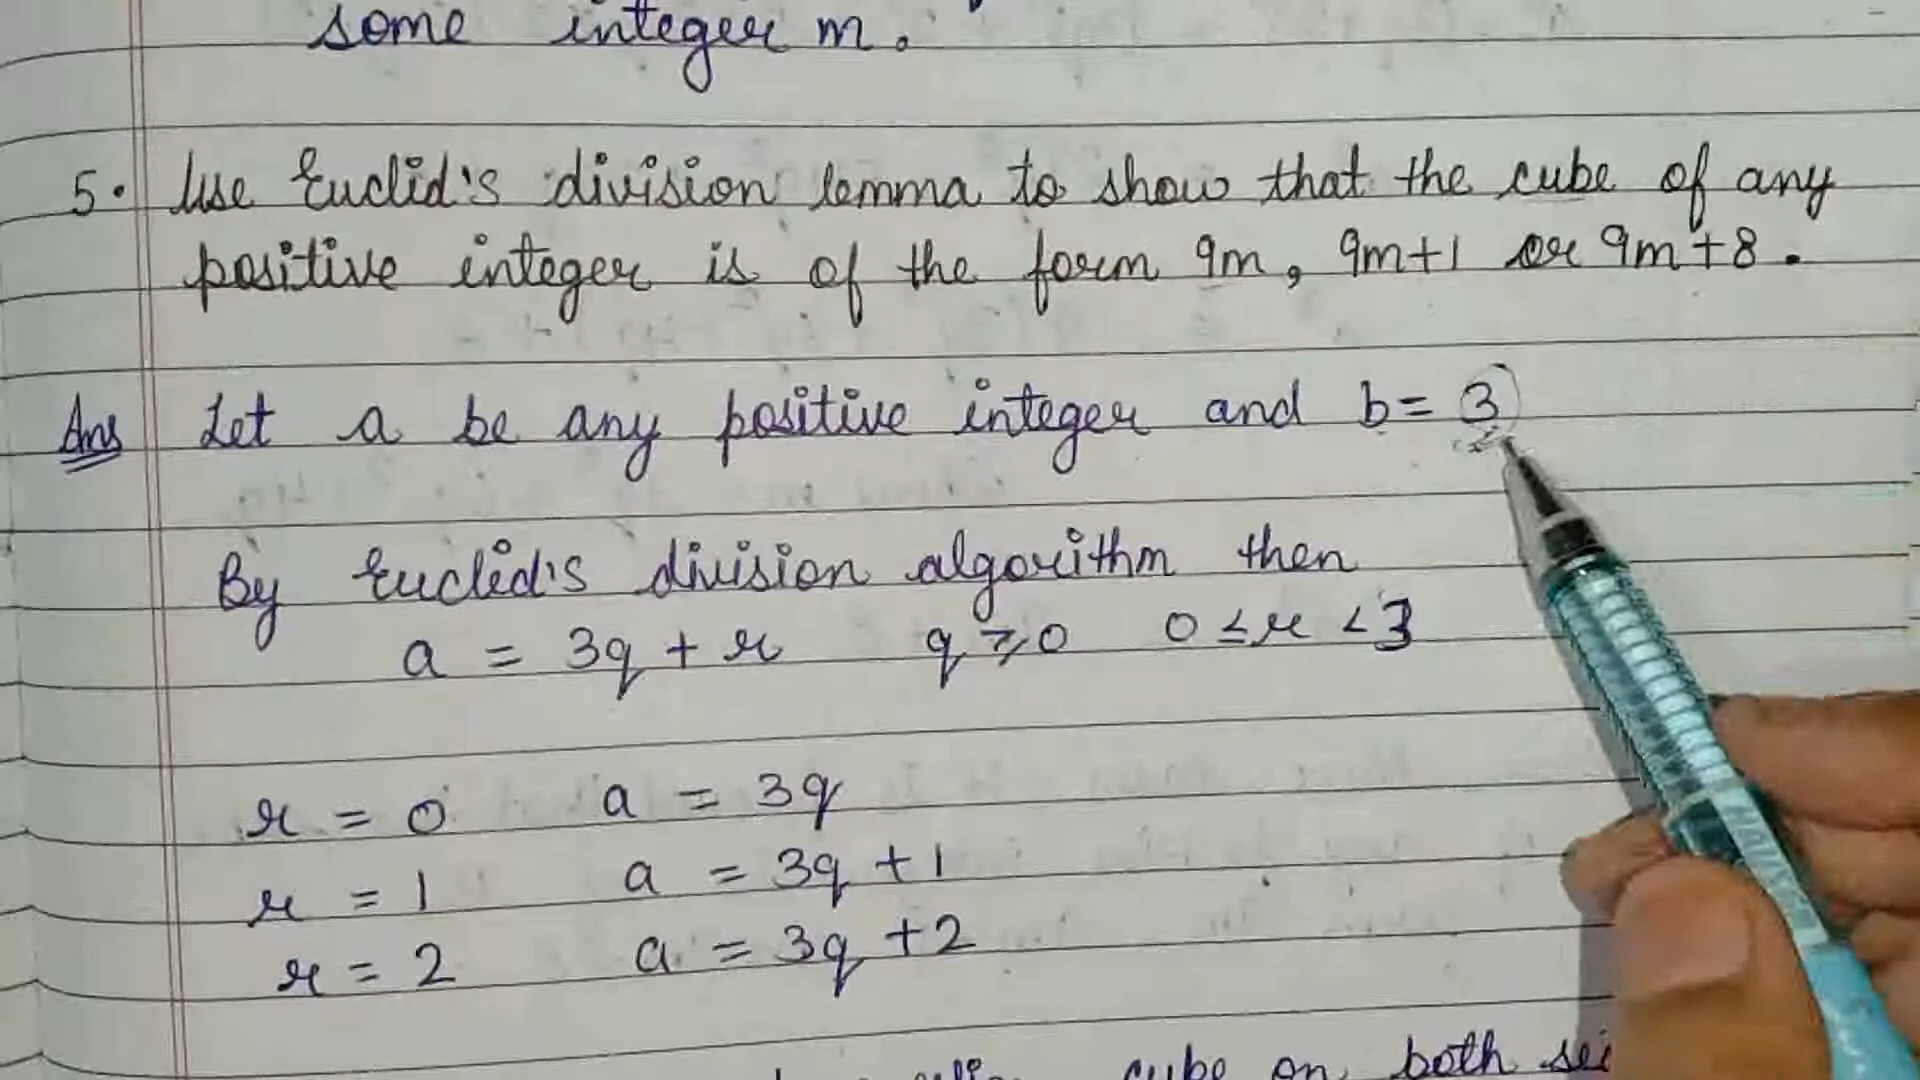 some integer m.
5. Use Euclid's division lemma to show that the cube of any
positive integer is of the form 9m, 9m+1 or 9m+8.
Ans Let a be any positive integer and b = 3
By Euclid's division algorithm then
a = 3q + r q ≥ 0 0 ≤ r < 3
r = 0 a = 3q
r = 1 a = 3q + 1
r = 2 a = 3q + 2
cube on both